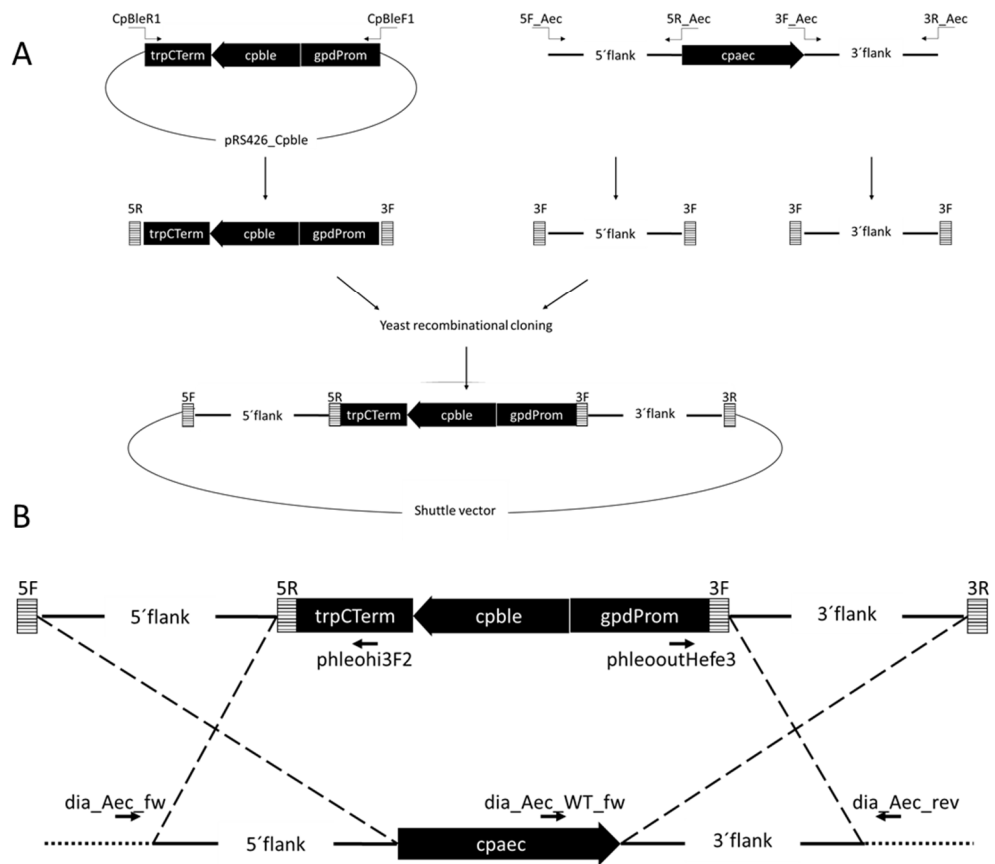 A
CpBleR1 CpBleF1 5F_Aec 5R_Aec 3F_Aec 3R_Aec
trpCTerm cpble gpdProm 5´flank cpaec 3´flank
pRS426_Cpble
5R 3F 3F 3F 3F 3F
trpCTerm cpble gpdProm 5´flank 3´flank
Yeast recombinational cloning
5F 5R 3F 3R
5´flank trpCTerm cpble gpdProm 3´flank
Shuttle vector
B
5F 5R 3F 3R
5´flank trpCTerm cpble gpdProm 3´flank
phleohi3F2 phleooutHefe3
dia_Aec_fw dia_Aec_WT_fw dia_Aec_rev
5´flank cpaec 3´flank